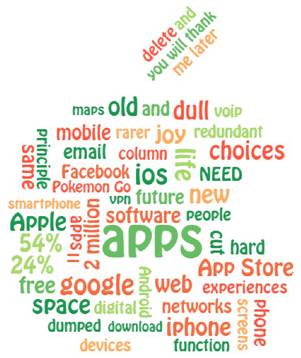 delete and
you will thank
me later
maps old and dull voip
mobile rarer joy redundant
principle
same
email column life choices
Facebook ios NEED
Pokemon Go
vpn future new
smartphone
software people
Apple apps 11 2 million apps cut hard
54%
24%
App Store
free google Android web experiences
space digital networks screens phone
dumped download iphone
devices function